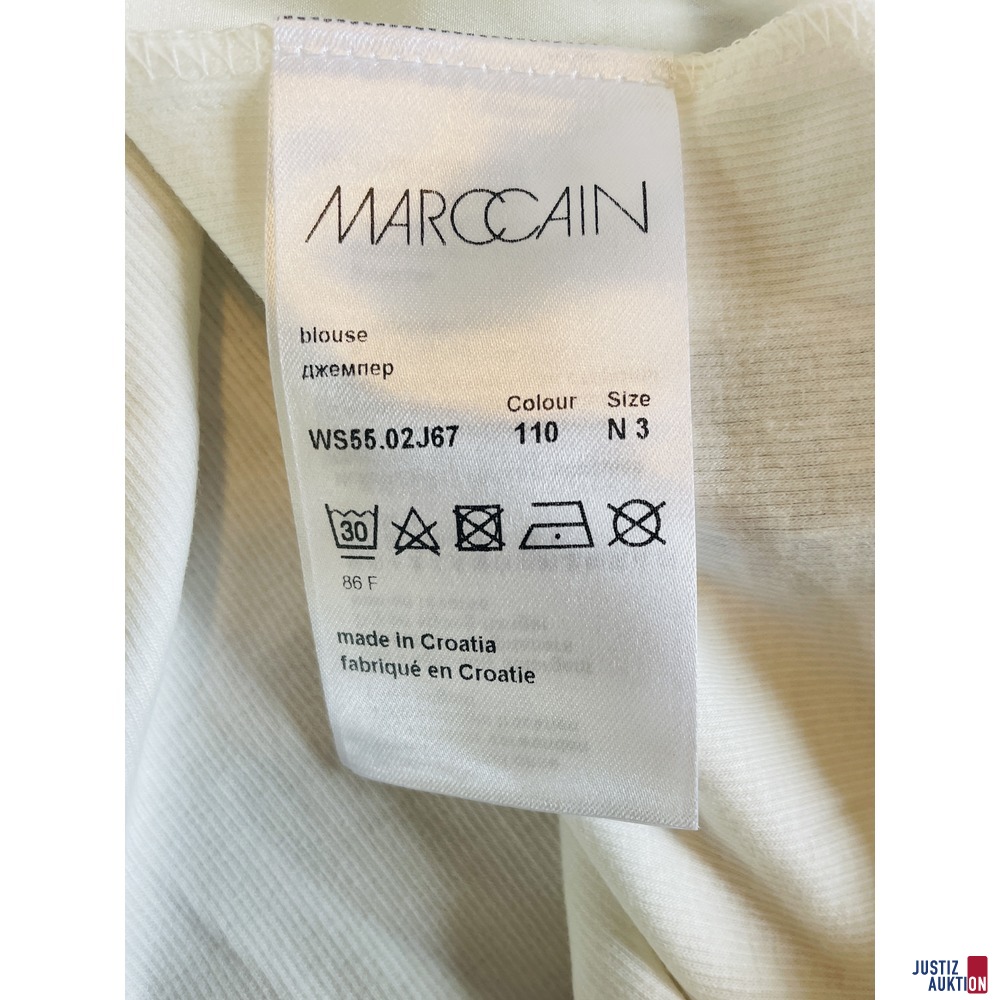 MARCCAIN
blouse
джемпер
Colour Size
WS55.02J67 110 N 3
30
86 F
made in Croatia
fabriqué en Croatie
JUSTIZ
AUKTION